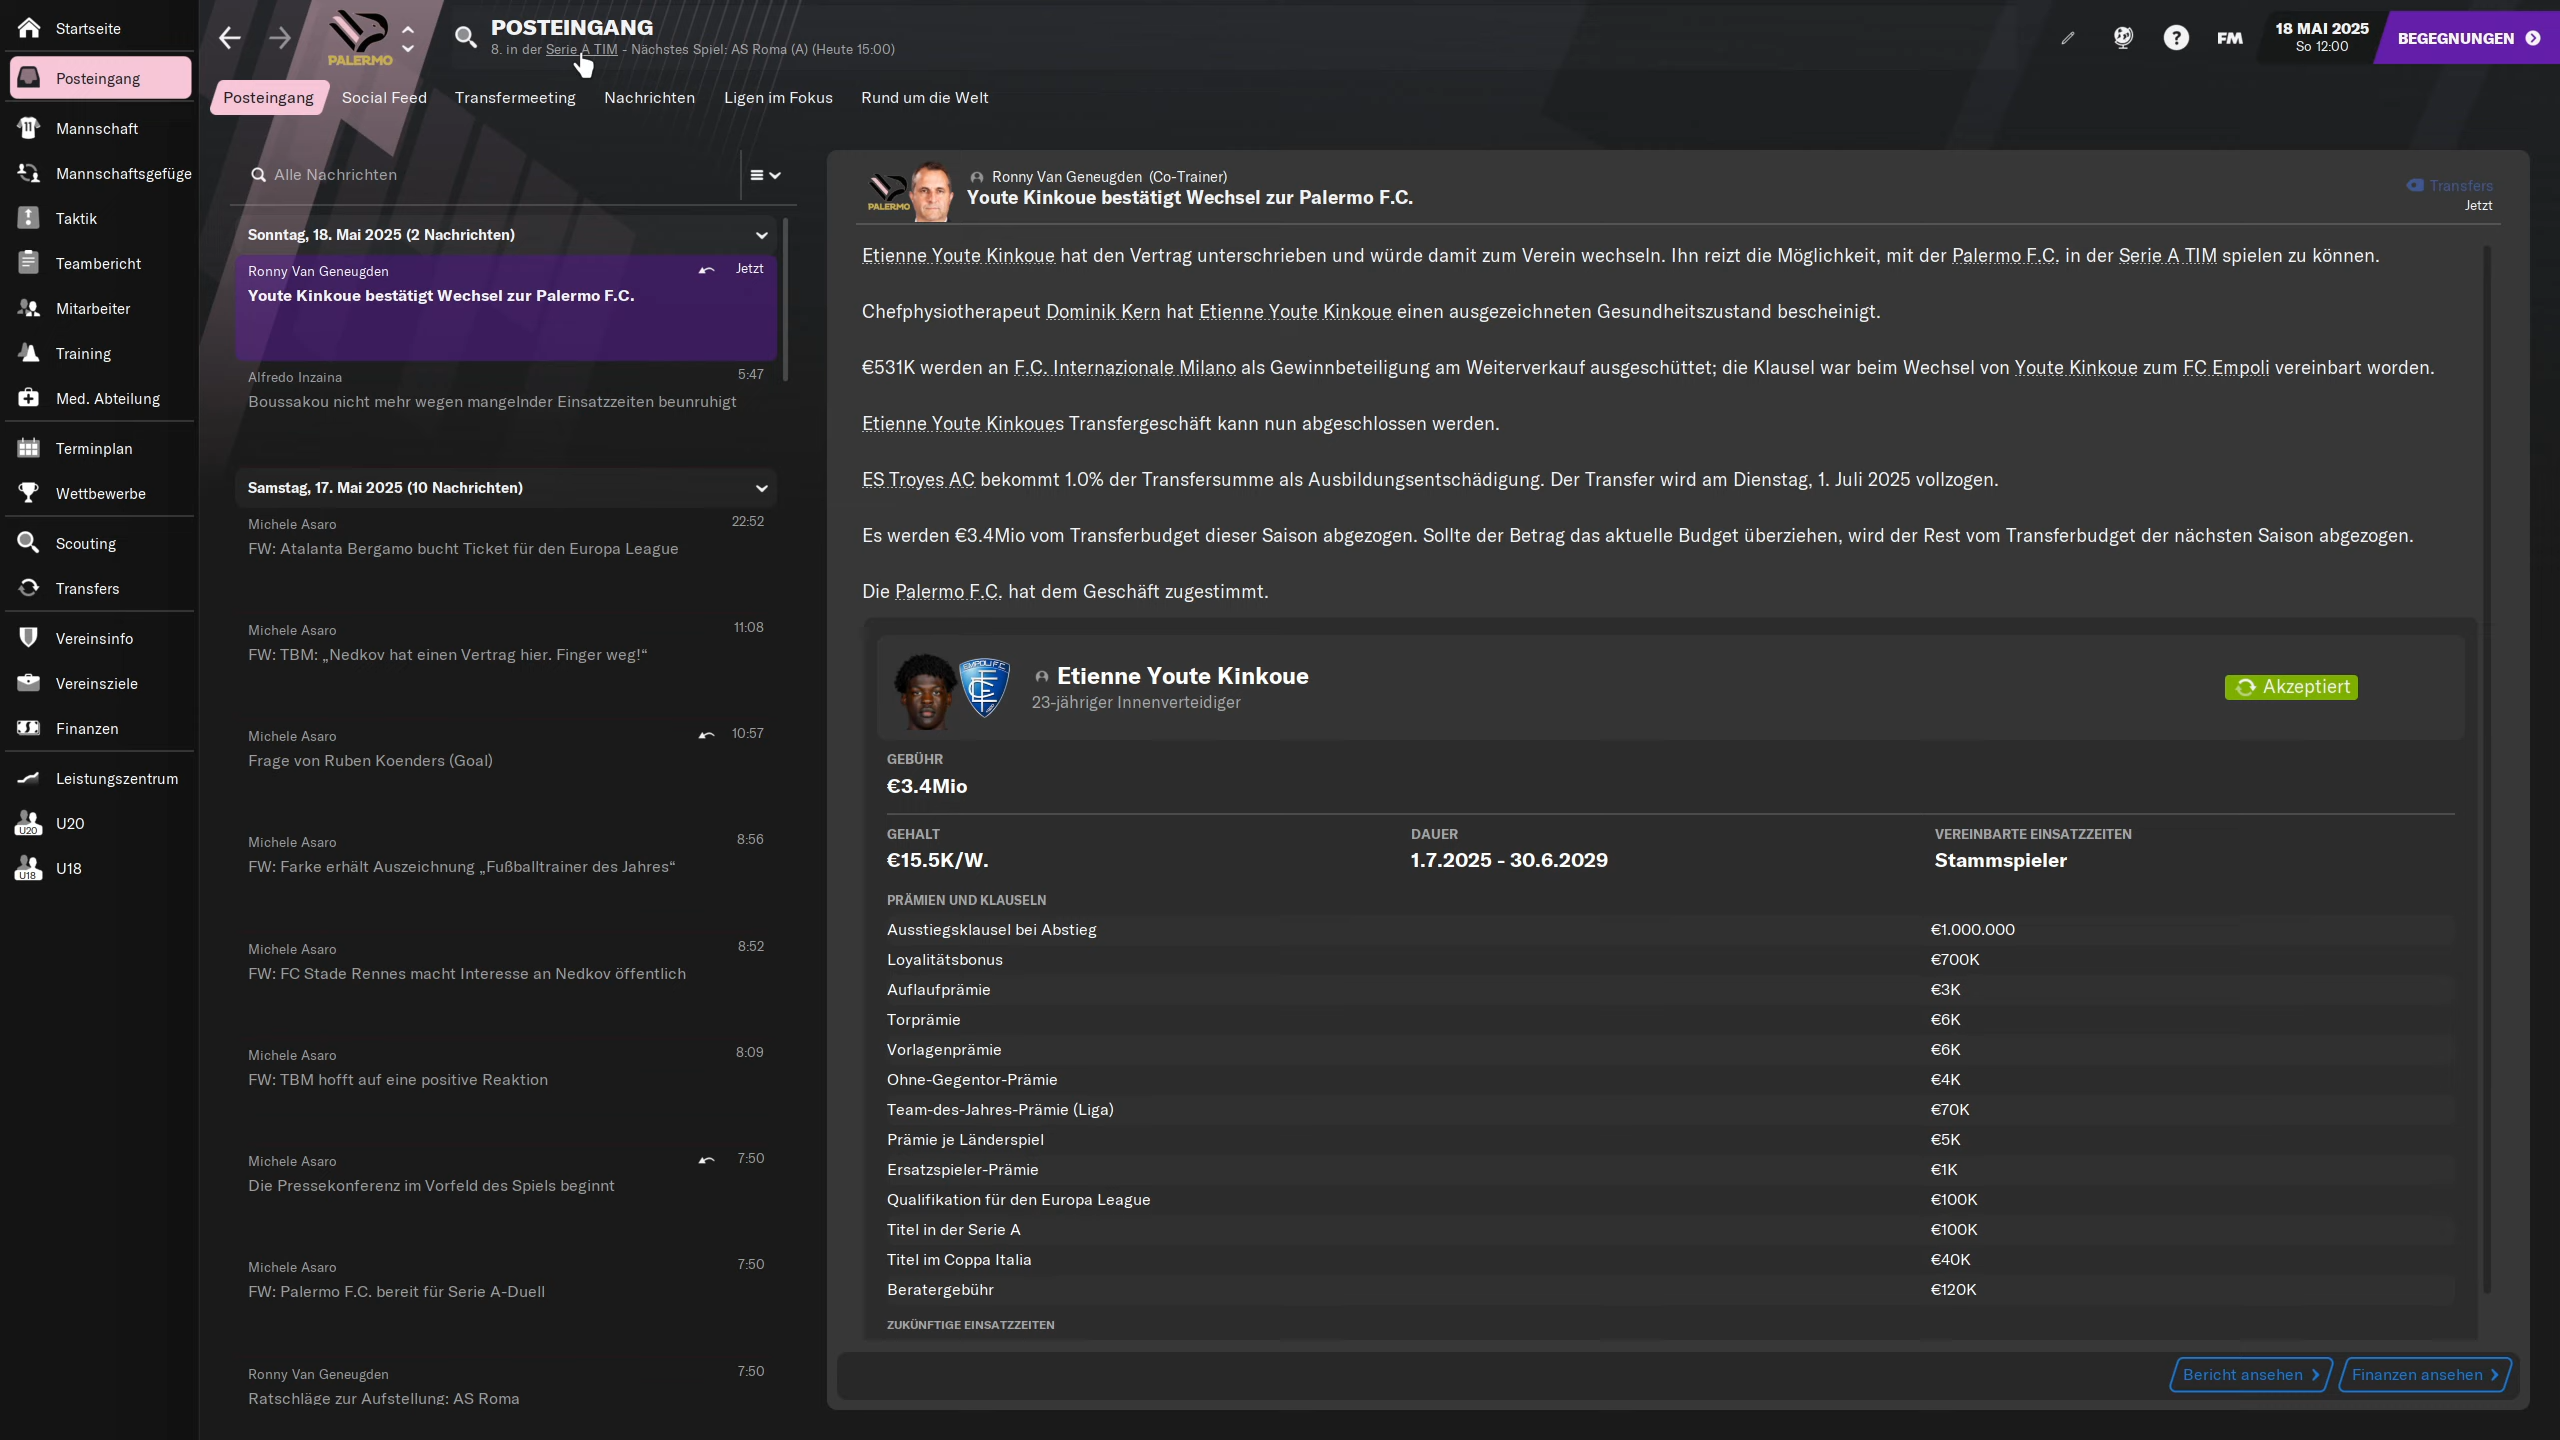 Startseite
Posteingang
Mannschaft
Mannschaftsgefüge
Taktik
Teambericht
Mitarbeiter
Training
Med. Abteilung
Terminplan
Wettbewerbe
Scouting
Transfers
Vereinsinfo
Vereinsziele
Finanzen
Leistungszentrum
U20
U20
U18
U18
PALERMO
POSTEINGANG
8. in der Serie A TIM - Nächstes Spiel: AS Roma (A) (Heute 15:00)
FM
18 MAI 2025
So 12:00
BEGEGNUNGEN
Posteingang Social Feed Transfermeeting Nachrichten Ligen im Fokus Rund um die Welt
Alle Nachrichten
Sonntag, 18. Mai 2025 (2 Nachrichten)
Ronny Van Geneugden Jetzt
Youte Kinkoue bestätigt Wechsel zur Palermo F.C.
Alfredo Inzaina 5:47
Boussakou nicht mehr wegen mangelnder Einsatzzeiten beunruhigt
Samstag, 17. Mai 2025 (10 Nachrichten)
Michele Asaro 22:52
FW: Atalanta Bergamo bucht Ticket für den Europa League
Michele Asaro 11:08
FW: TBM: „Nedkov hat einen Vertrag hier. Finger weg!“
Michele Asaro 10:57
Frage von Ruben Koenders (Goal)
Michele Asaro 8:56
FW: Farke erhält Auszeichnung „Fußballtrainer des Jahres“
Michele Asaro 8:52
FW: FC Stade Rennes macht Interesse an Nedkov öffentlich
Michele Asaro 8:09
FW: TBM hofft auf eine positive Reaktion
Michele Asaro 7:50
Die Pressekonferenz im Vorfeld des Spiels beginnt
Michele Asaro 7:50
FW: Palermo F.C. bereit für Serie A-Duell
Ronny Van Geneugden 7:50
Ratschläge zur Aufstellung: AS Roma
PALERMO
Ronny Van Geneugden (Co-Trainer)
Youte Kinkoue bestätigt Wechsel zur Palermo F.C.
Transfers
Jetzt
Etienne Youte Kinkoue hat den Vertrag unterschrieben und würde damit zum Verein wechseln. Ihn reizt die Möglichkeit, mit der Palermo F.C. in der Serie A TIM spielen zu können.
Chefphysiotherapeut Dominik Kern hat Etienne Youte Kinkoue einen ausgezeichneten Gesundheitszustand bescheinigt.
€531K werden an F.C. Internazionale Milano als Gewinnbeteiligung am Weiterverkauf ausgeschüttet; die Klausel war beim Wechsel von Youte Kinkoue zum FC Empoli vereinbart worden.
Etienne Youte Kinkoues Transfergeschäft kann nun abgeschlossen werden.
ES Troyes AC bekommt 1.0% der Transfersumme als Ausbildungsentschädigung. Der Transfer wird am Dienstag, 1. Juli 2025 vollzogen.
Es werden €3.4Mio vom Transferbudget dieser Saison abgezogen. Sollte der Betrag das aktuelle Budget überziehen, wird der Rest vom Transferbudget der nächsten Saison abgezogen.
Die Palermo F.C. hat dem Geschäft zugestimmt.
Etienne Youte Kinkoue
23-jähriger Innenverteidiger
Akzeptiert
GEBÜHR
€3.4Mio
GEHALT DAUER VEREINBARTE EINSATZZEITEN
€15.5K/W. 1.7.2025 - 30.6.2029 Stammspieler
PRÄMIEN UND KLAUSELN
Ausstiegsklausel bei Abstieg €1.000.000
Loyalitätsbonus €700K
Auflaufprämie €3K
Torprämie €6K
Vorlagenprämie €6K
Ohne-Gegentor-Prämie €4K
Team-des-Jahres-Prämie (Liga) €70K
Prämie je Länderspiel €5K
Ersatzspieler-Prämie €1K
Qualifikation für den Europa League €100K
Titel in der Serie A €100K
Titel im Coppa Italia €40K
Beratergebühr €120K
ZUKÜNFTIGE EINSATZZEITEN
Bericht ansehen Finanzen ansehen